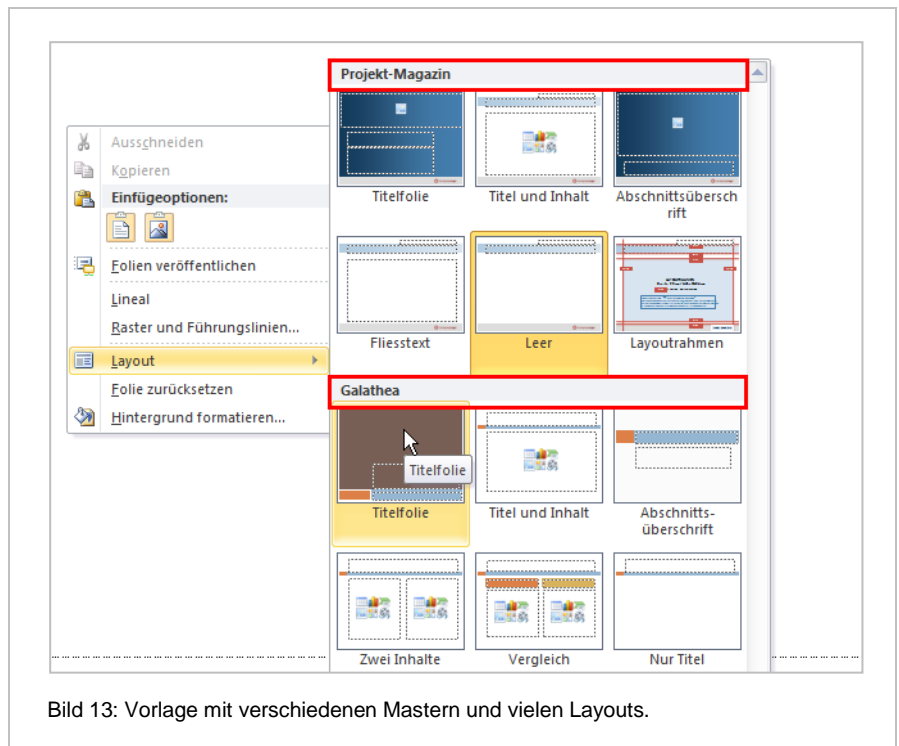 Projekt-Magazin
Titelfolie
Titel und Inhalt
Abschnittsübersch
rift
Ausschneiden
Kopieren
Einfügeoptionen:
Folien veröffentlichen
Lineal
Raster und Führungslinien...
Layout
Folie zurücksetzen
Hintergrund formatieren...
Fliesstext
Leer
Layoutrahmen
Galathea
Titelfolie
Titelfolie
Titel und Inhalt
Abschnitts-
überschrift
Zwei Inhalte
Vergleich
Nur Titel
Bild 13: Vorlage mit verschiedenen Mastern und vielen Layouts.